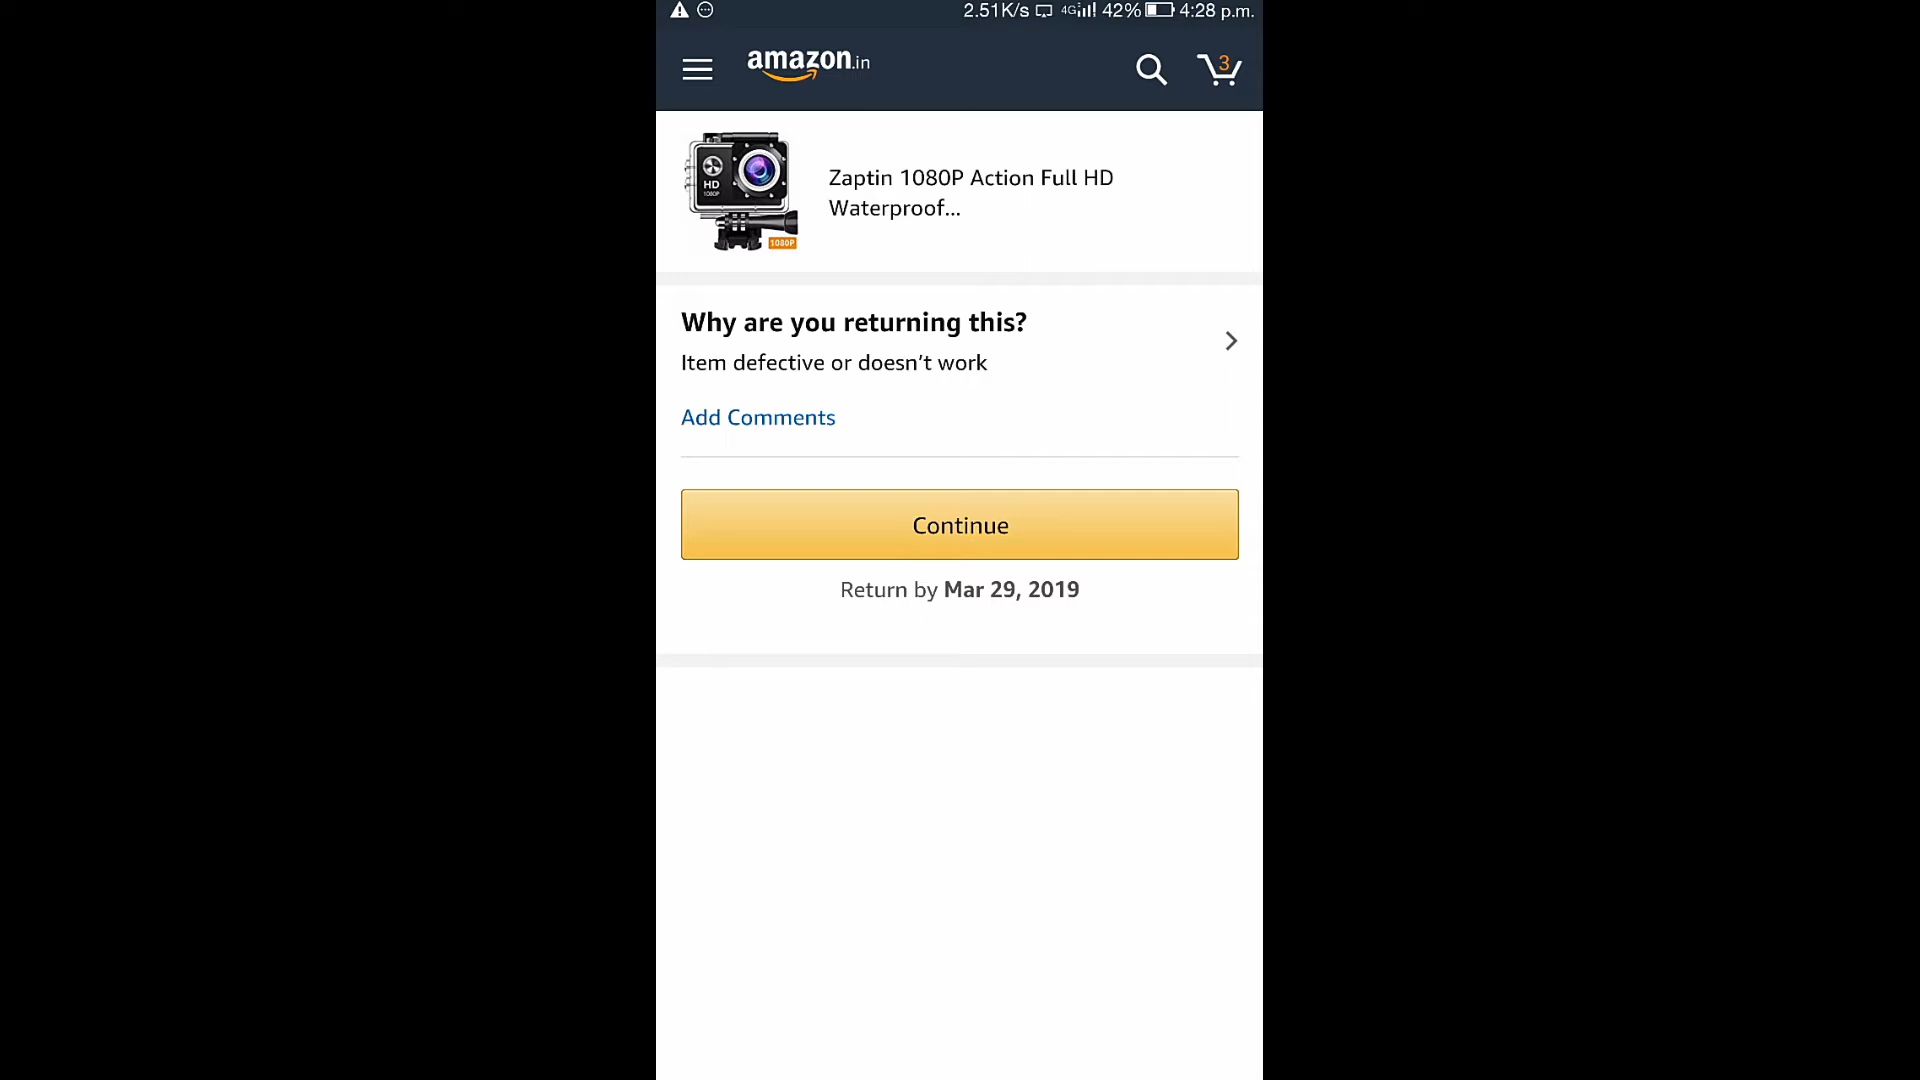 2.51K/s 4G 42% 4:28 p.m.
amazon.in
3
HD
1080P
1080P
Zaptin 1080P Action Full HD
Waterproof...
Why are you returning this?
Item defective or doesn’t work
Add Comments
Continue
Return by Mar 29, 2019